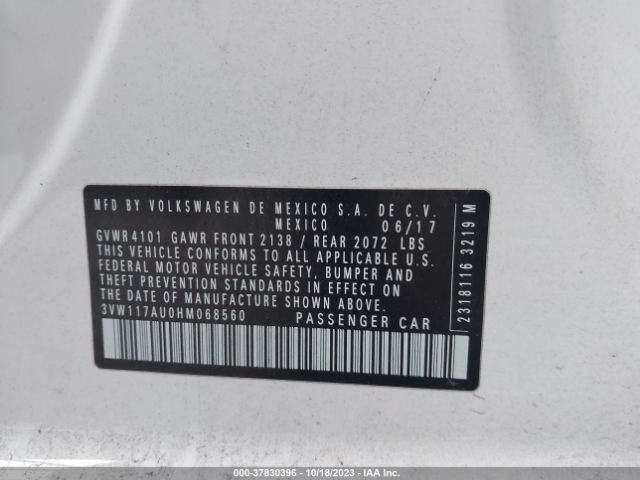 MFD BY VOLKSWAGEN DE MEXICO S.A. DE C.V.
MEXICO 06/17
GVWR 4101 GAWR FRONT 2138 / REAR 2072 LBS
THIS VEHICLE CONFORMS TO ALL APPLICABLE U.S.
FEDERAL MOTOR VEHICLE SAFETY, BUMPER AND
THEFT PREVENTION STANDARDS IN EFFECT ON
THE DATE OF MANUFACTURE SHOWN ABOVE.
3VW117AU0HM068560 PASSENGER CAR
2318116 3219 M
000-37830396 - 10/18/2023 - IAA, Inc.